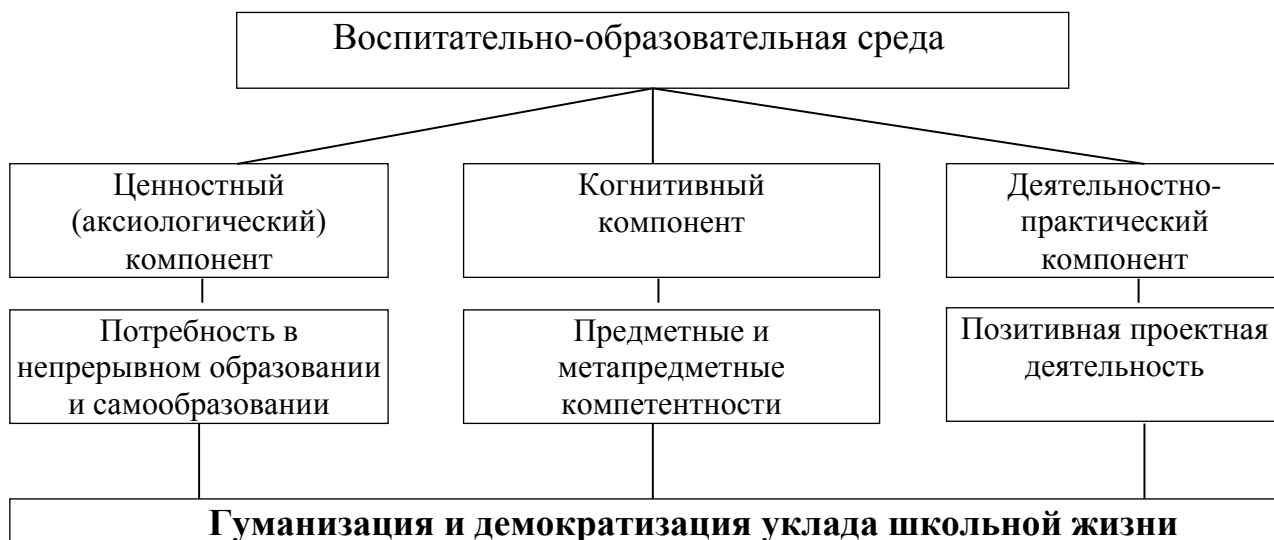 Воспитательно-образовательная среда
Ценностный
(аксиологический)
компонент
Когнитивный
компонент
Деятельностно-
практический
компонент
Потребность в
непрерывном образовании
и самообразовании
Предметные и
метапредметные
компетентности
Позитивная проектная
деятельность
Гуманизация и демократизация уклада школьной жизни